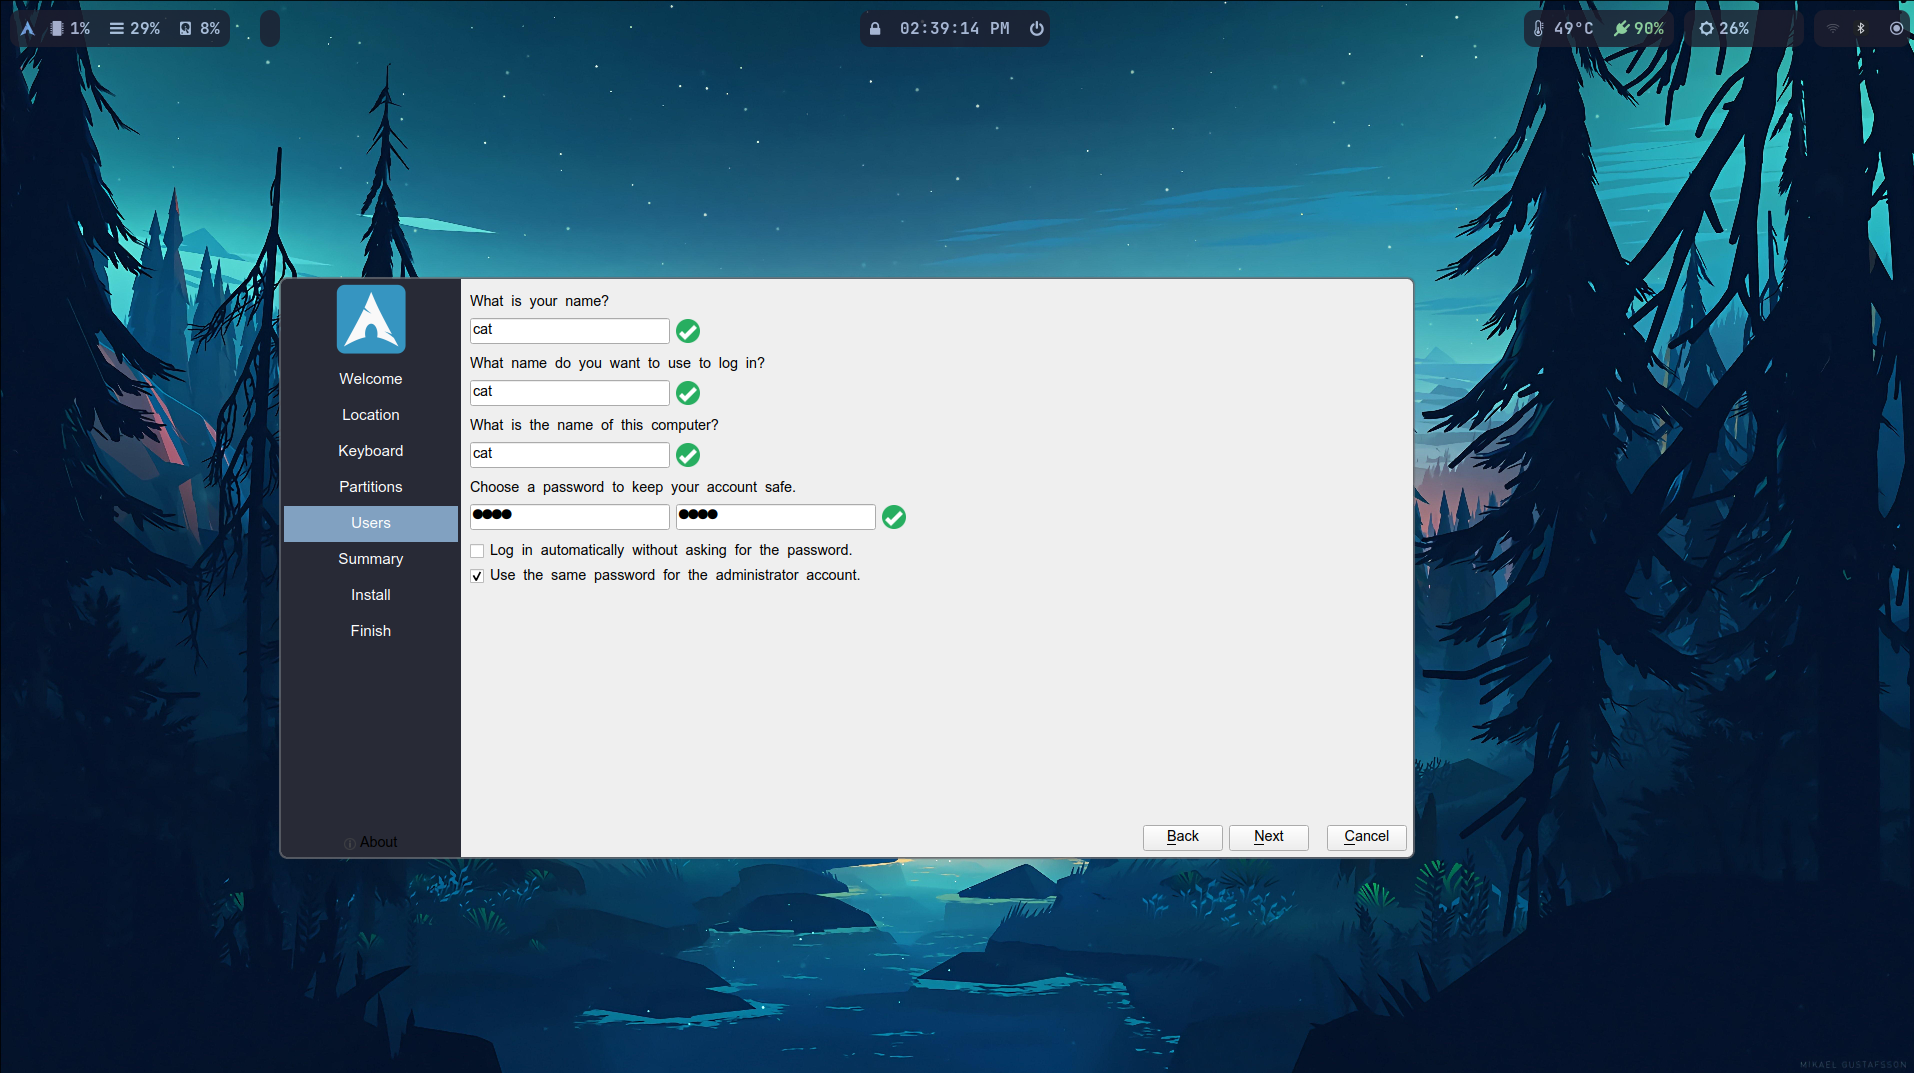 1% 29% 8% 02:39:14 PM 49°C 90% 26%
What is your name?
cat
What name do you want to use to log in?
cat
What is the name of this computer?
cat
Choose a password to keep your account safe.
Log in automatically without asking for the password.
Use the same password for the administrator account.
Welcome
Location
Keyboard
Partitions
Users
Summary
Install
Finish
About
Back Next Cancel
MIKAEL GUSTAFSSON